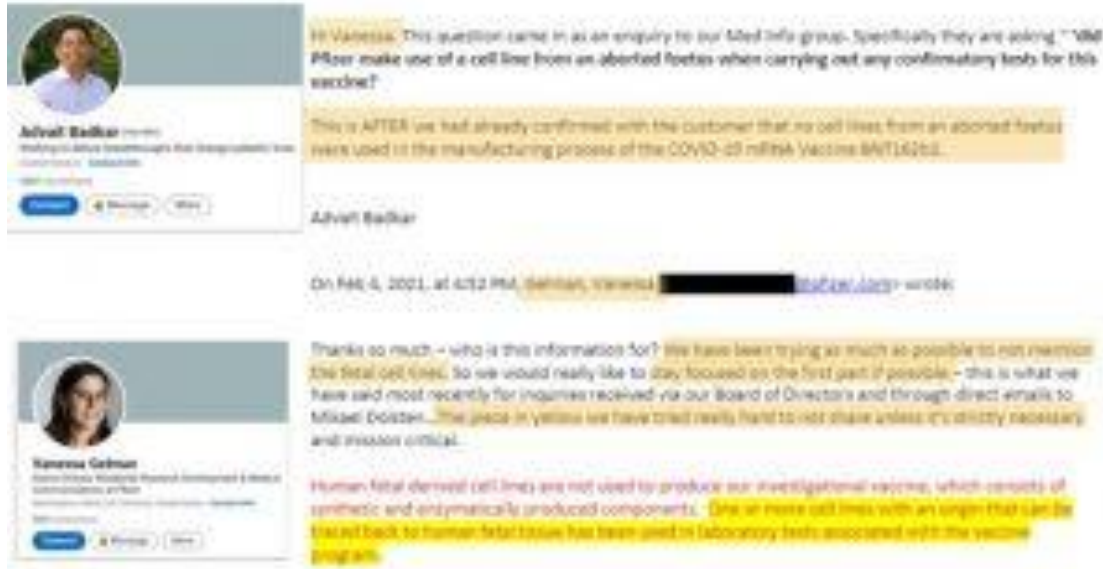 Hi Vanessa. This question came in as an enquiry to our Med Info group. Specifically they are asking "
Pfizer make use of a cell line from an aborted foetus when carrying out any confirmatory tests for this
vaccine?
This is AFTER we had already confirmed with the customer that no cell lines from an aborted foetus
were used in the manufacturing process of the COVID-19 mRNA Vaccine BNT162b2.
Advait Badkar
Advait Badkar
Message
More
On Feb 4, 2021, at 4:52 PM, Gelman, Vanessa @pfizer.com> wrote:
Thanks so much – who is this information for? We have been trying as much as possible to not mention
the fetal cell lines. So we would really like to stay focused on the first part if possible – this is what we
have said most recently for inquiries received via our Board of Directors and through direct emails to
Mikael Dolsten. The piece in yellow we have tried really hard to not share unless it's strictly necessary
and mission critical.
Vanessa Gelman
Message
More
Human fetal derived cell lines are not used to produce our investigational vaccine, which consists of
synthetic and enzymatically produced components. One or more cell lines with an origin that can be
traced back to human fetal tissue has been used in laboratory tests associated with the vaccine
program.